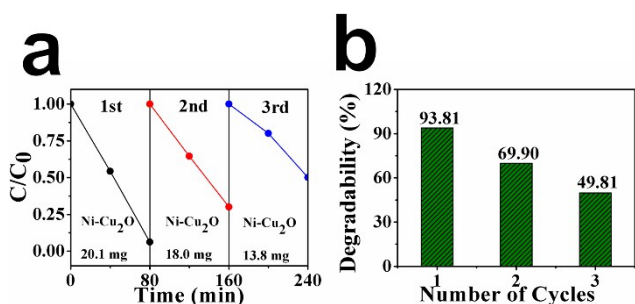 a
1st 2nd 3rd
1.00
0.75
0.50
0.25
0.00
C/C0
Ni-Cu2O Ni-Cu2O Ni-Cu2O
20.1 mg 18.0 mg 13.8 mg
0 80 160 240
Time (min)
b
120
90
60
30
0
Degradability (%)
93.81
69.90
49.81
1 2 3
Number of Cycles